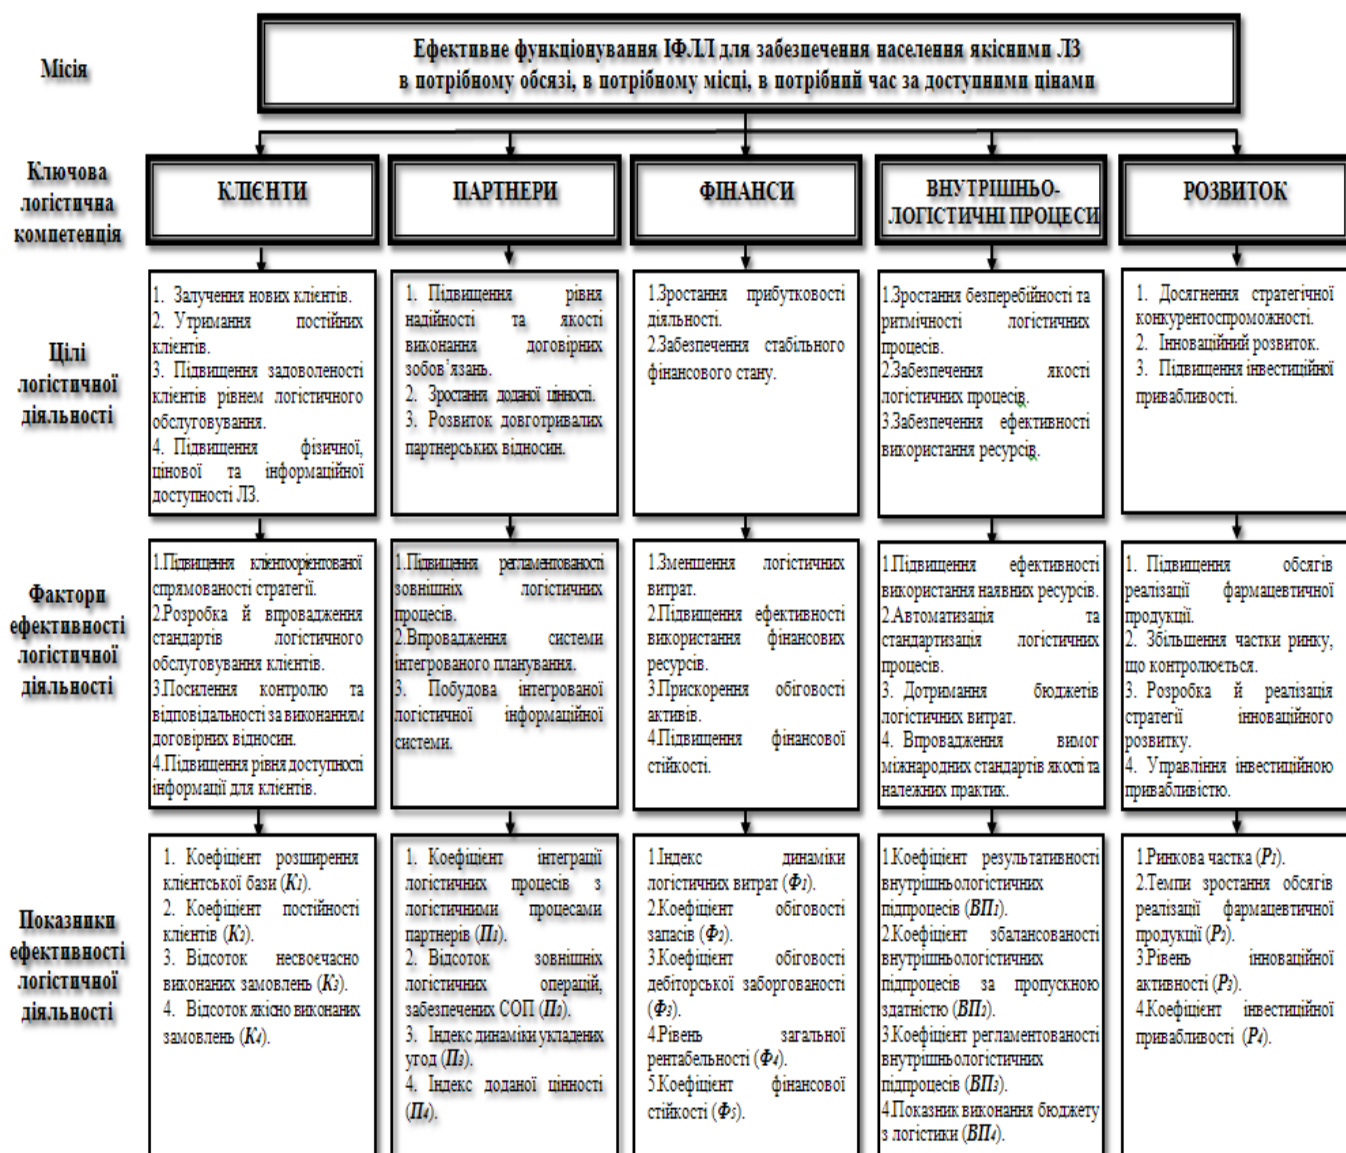 Місія
Ефективне функціонування ІФЛЛ для забезпечення населення якісними ЛЗ
в потрібному обсязі, в потрібному місці, в потрібний час за доступними цінами
Ключова
логістична
компетенція
КЛІЄНТИ
ПАРТНЕРИ
ФІНАНСИ
ВНУТРІШНЬО-
ЛОГІСТИЧНІ ПРОЦЕСИ
РОЗВИТОК
Цілі
логістичної
діяльності
1. Залучення нових клієнтів.
2. Утримання постійних
клієнтів.
3. Підвищення задоволеності
клієнтів рівнем логістичного
обслуговування.
4. Підвищення фізичної,
цінової та інформаційної
доступності ЛЗ.
1. Підвищення рівня
надійності та якості
виконання договірних
зобов’язань.
2. Зростання доданої цінності.
3. Розвиток довготривалих
партнерських відносин.
1.Зростання прибутковості
діяльності.
2.Забезпечення стабільного
фінансового стану.
1.Зростання безперебійності та
ритмічності логістичних
процесів.
2.Забезпечення якості
логістичних процесів.
3.Забезпечення ефективності
використання ресурсів.
1. Досягнення стратегічної
конкурентоспроможності.
2. Інноваційний розвиток.
3. Підвищення інвестиційної
привабливості.
Фактори
ефективності
логістичної
діяльності
1.Підвищення клієнтоорієнтованої
спрямованості стратегії.
2.Розробка й впровадження
стандартів логістичного
обслуговування клієнтів.
3.Посилення контролю та
відповідальності за виконанням
договірних відносин.
4.Підвищення рівня доступності
інформації для клієнтів.
1.Підвищення регламентованості
зовнішніх логістичних
процесів.
2.Впровадження системи
інтегрованого планування.
3. Побудова інтегрованої
логістичної інформаційної
системи.
1.Зменшення логістичних
витрат.
2.Підвищення ефективності
використання фінансових
ресурсів.
3.Прискорення обіговості
активів.
4.Підвищення фінансової
стійкості.
1.Підвищення ефективності
використання наявних ресурсів.
2.Автоматизація та
стандартизація логістичних
процесів.
3. Дотримання бюджетів
логістичних витрат.
4. Впровадження вимог
міжнародних стандартів якості та
належних практик.
1. Підвищення обсягів
реалізації фармацевтичної
продукції.
2. Збільшення частки ринку,
що контролюється.
3. Розробка й реалізація
стратегії інноваційного
розвитку.
4. Управління інвестиційною
привабливістю.
Показники
ефективності
логістичної
діяльності
1. Коефіцієнт розширення
клієнтської бази (К1).
2. Коефіцієнт постійності
клієнтів (К2).
3. Відсоток несвоєчасно
виконаних замовлень (К3).
4. Відсоток якісно виконаних
замовлень (К4).
1. Коефіцієнт інтеграції
логістичних процесів з
логістичними процесами
партнерів (П1).
2. Відсоток зовнішніх
логістичних операцій,
забезпечених СОП (П2).
3. Індекс динаміки укладених
угод (П3).
4. Індекс доданої цінності
(П4).
1.Індекс динаміки
логістичних витрат (Ф1).
2.Коефіцієнт обіговості
запасів (Ф2).
3.Коефіцієнт обіговості
дебіторської заборгованості
(Ф3).
4.Рівень загальної
рентабельності (Ф4).
5.Коефіцієнт фінансової
стійкості (Ф5).
1.Коефіцієнт результативності
внутрішньологістичних
підпроцесів (ВП1).
2.Коефіцієнт збалансованості
внутрішньологістичних
підпроцесів за пропускною
здатністю (ВП2).
3.Коефіцієнт регламентованості
внутрішньологістичних
підпроцесів (ВП3).
4.Показник виконання бюджету
з логістики (ВП4).
1.Ринкова частка (Р1).
2.Темпи зростання обсягів
реалізації фармацевтичної
продукції (Р2).
3.Рівень інноваційної
активності (Р3).
4.Коефіцієнт інвестиційної
привабливості (Р4).